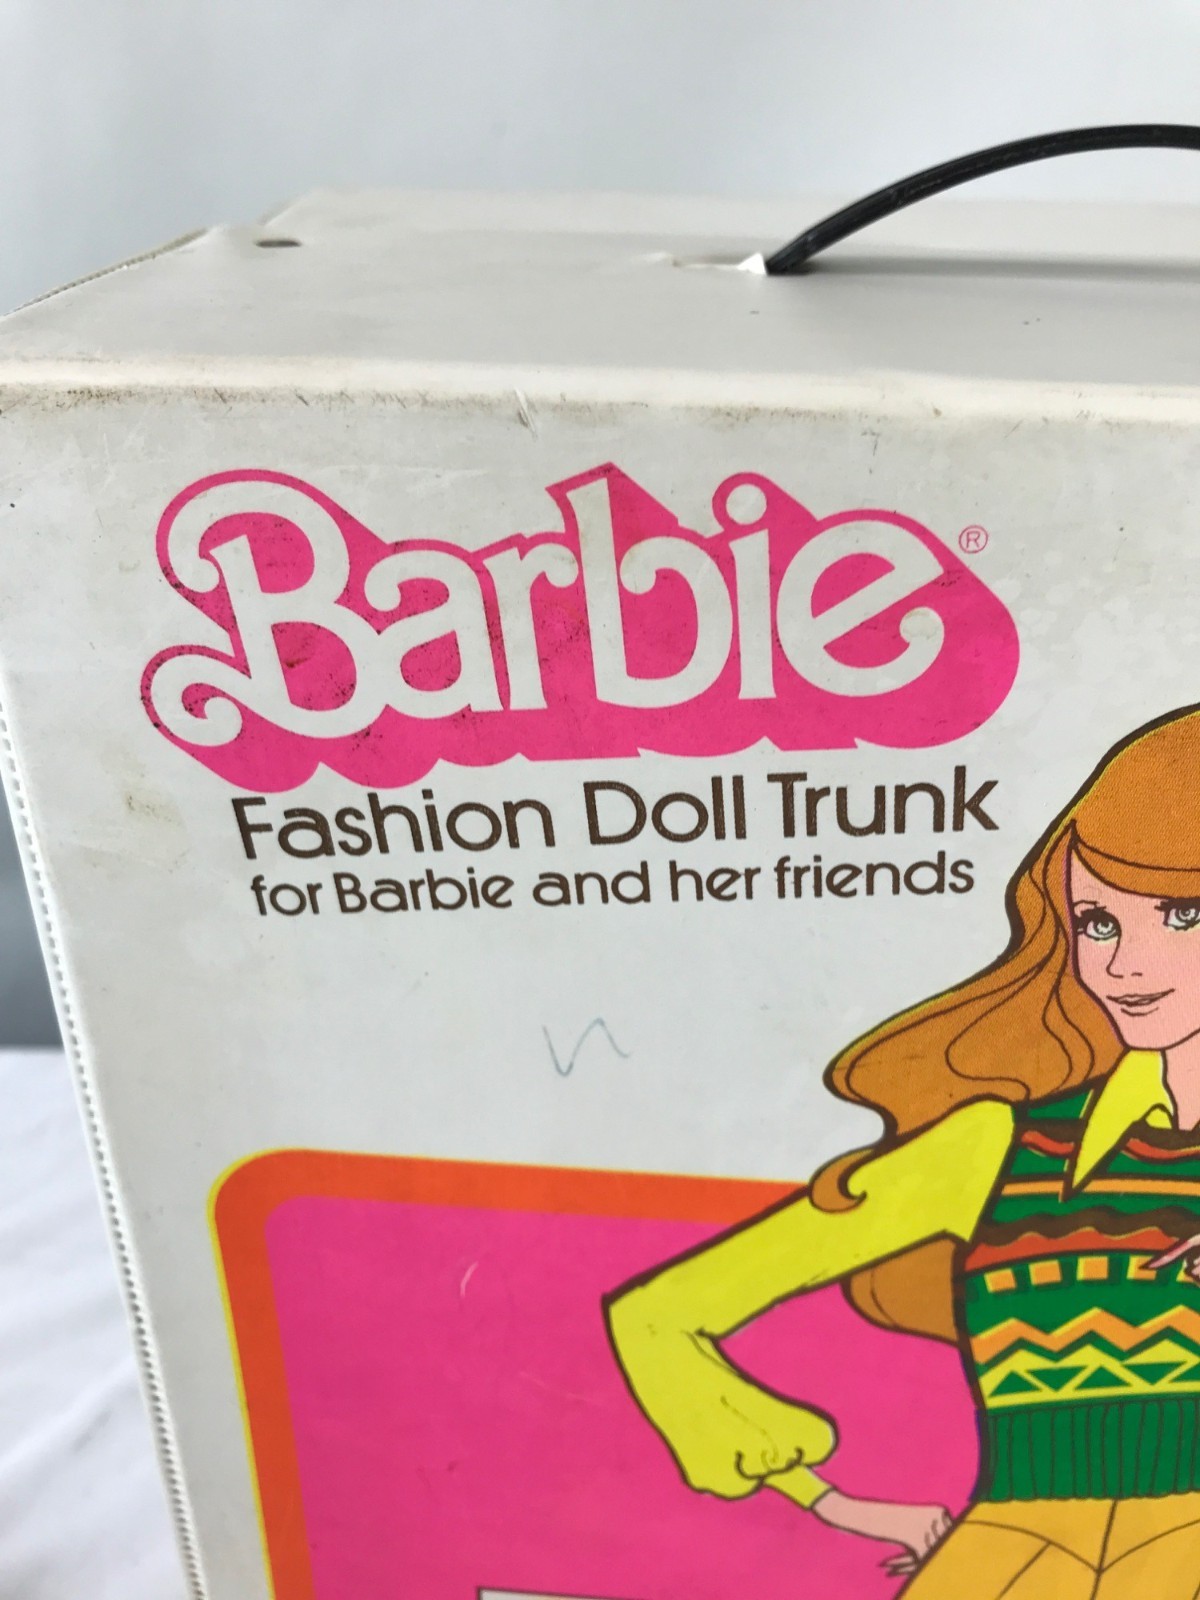 Barbie®
Fashion Doll Trunk
for Barbie and her friends